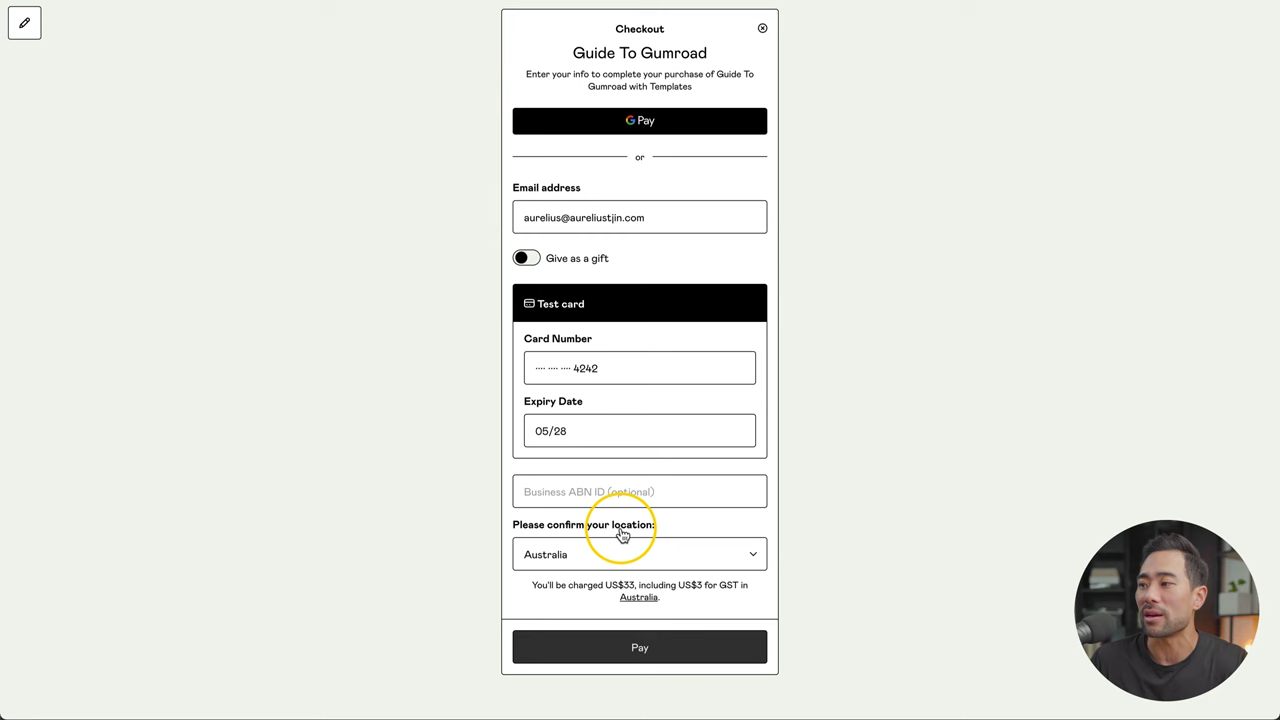 Checkout
Guide To Gumroad
Enter your info to complete your purchase of Guide To
Gumroad with Templates
G Pay
or
Email address
aurelius@aureliustjin.com
Give as a gift
Test card
Card Number
···· ···· ···· 4242
Expiry Date
05/28
Business ABN ID (optional)
Please confirm your location:
Australia
You'll be charged US$33, including US$3 for GST in
Australia.
Pay